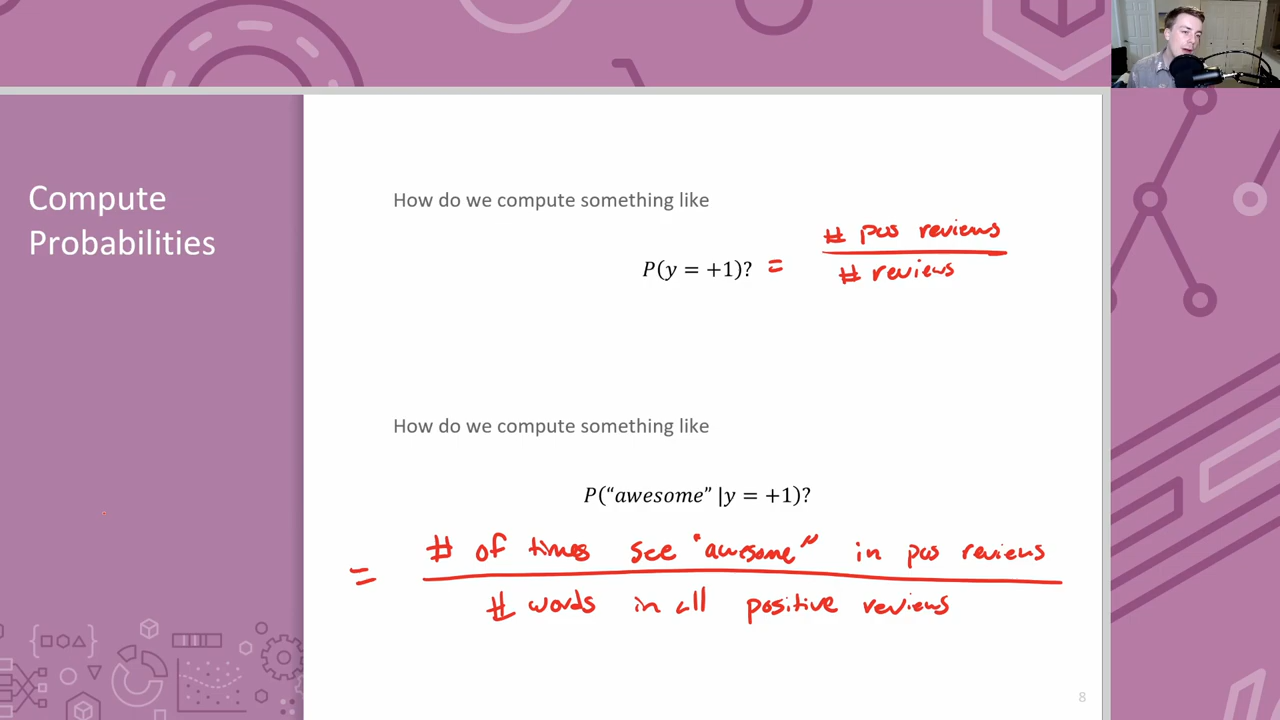 Compute
Probabilities
How do we compute something like
P(y = +1)? = # pos reviews
# reviews
How do we compute something like
P(“awesome” |y = +1)?
= # of times see "awesome" in pos reviews
# words in all positive reviews
8